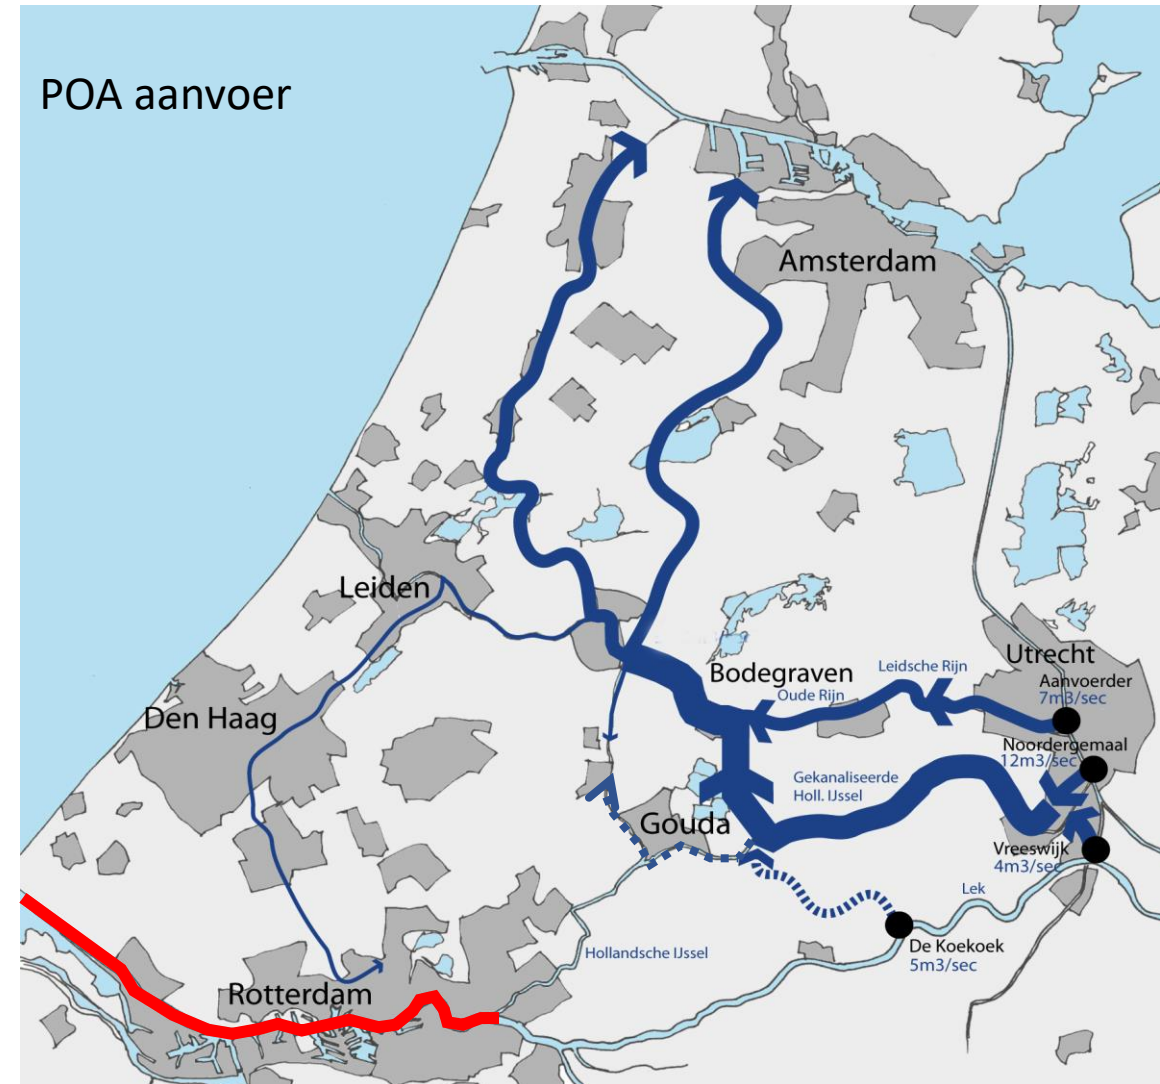 POA aanvoer
Amsterdam
Leiden
Utrecht
Aanvoerder
7m3/sec
Bodegraven
Leidsche Rijn
Oude Rijn
Den Haag
Noordergemaal
12m3/sec
Gekanaliseerde
Holl. IJssel
Gouda
Vreeswijk
4m3/sec
Lek
De Koekoek
5m3/sec
Hollandsche IJssel
Rotterdam